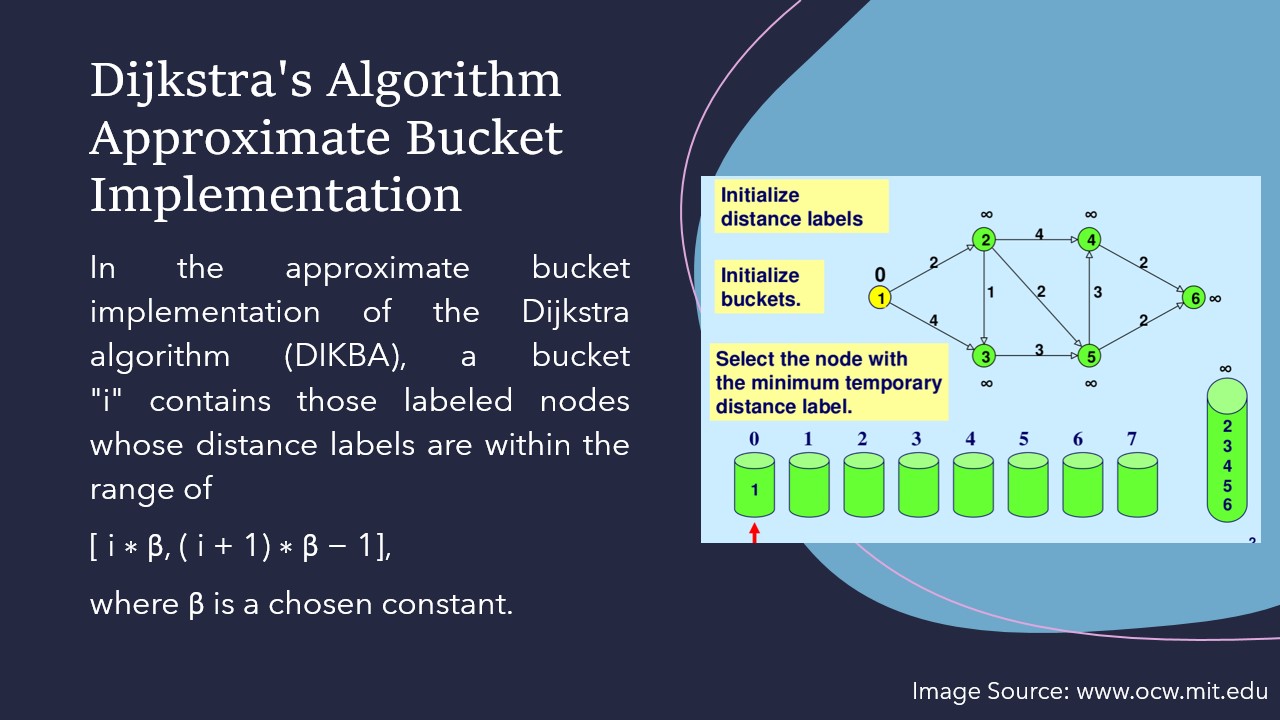 Dijkstra's Algorithm
Approximate Bucket
Implementation
In the approximate bucket
implementation of the Dijkstra
algorithm (DIKBA), a bucket
"i" contains those labeled nodes
whose distance labels are within the
range of
[ i ∗ β, ( i + 1) ∗ β − 1],
where β is a chosen constant.
Initialize
distance labels
Initialize
buckets.
Select the node with
the minimum temporary
distance label.
∞ ∞
2 4 4
0 2 2
1 1 2 3 6 ∞
4 2
3 3 5
∞ ∞
0 1 2 3 4 5 6 7
1
∞
2
3
4
5
6
Image Source: www.ocw.mit.edu